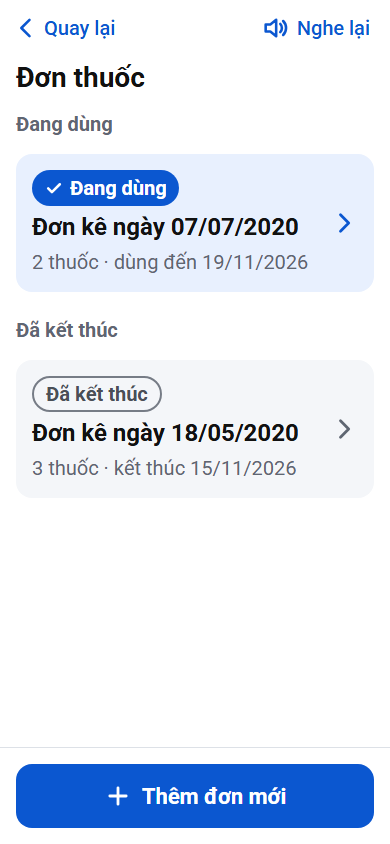 Quay lại
Nghe lại
Đơn thuốc
Đang dùng
Đang dùng
Đơn kê ngày 07/07/2020
2 thuốc · dùng đến 19/11/2026
Đã kết thúc
Đã kết thúc
Đơn kê ngày 18/05/2020
3 thuốc · kết thúc 15/11/2026
Thêm đơn mới